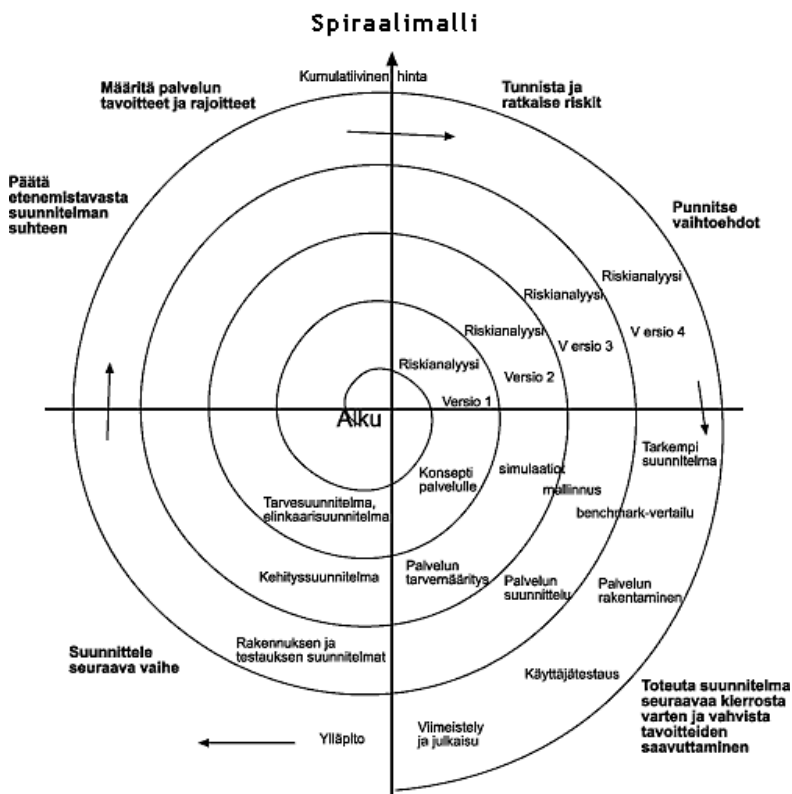 Spiraalimalli
Kumulatiivinen hinta
Määritä palvelun
tavoitteet ja rajoitteet
Tunnista ja
ratkaise riskit
Päätä
etenemistavasta
suunnitelman
suhteen
Punnitse
vaihtoehdot
Riskianalyysi
Riskianalyysi
Riskianalyysi
Riskianalyysi
Versio 1
Versio 2
V ersio 3
V ersio 4
Alku
Tarkempi
suunnitelma
Konsepti
palvelulle
simulaatiot
mallinnus
benchmark-vertailu
Tarvesuunnitelma,
elinkaarisuunnitelma
Kehityssuunnitelma
Palvelun
tarvemääritys
Palvelun
suunnittelu
Palvelun
rakentaminen
Suunnittele
seuraava vaihe
Rakennuksen ja
testauksen suunnitelmat
Käyttäjätestaus
Toteuta suunnitelma
seuraavaa kierrosta
varten ja vahvista
tavoitteiden
saavuttaminen
Ylläpito
Viimeistely
ja julkaisu